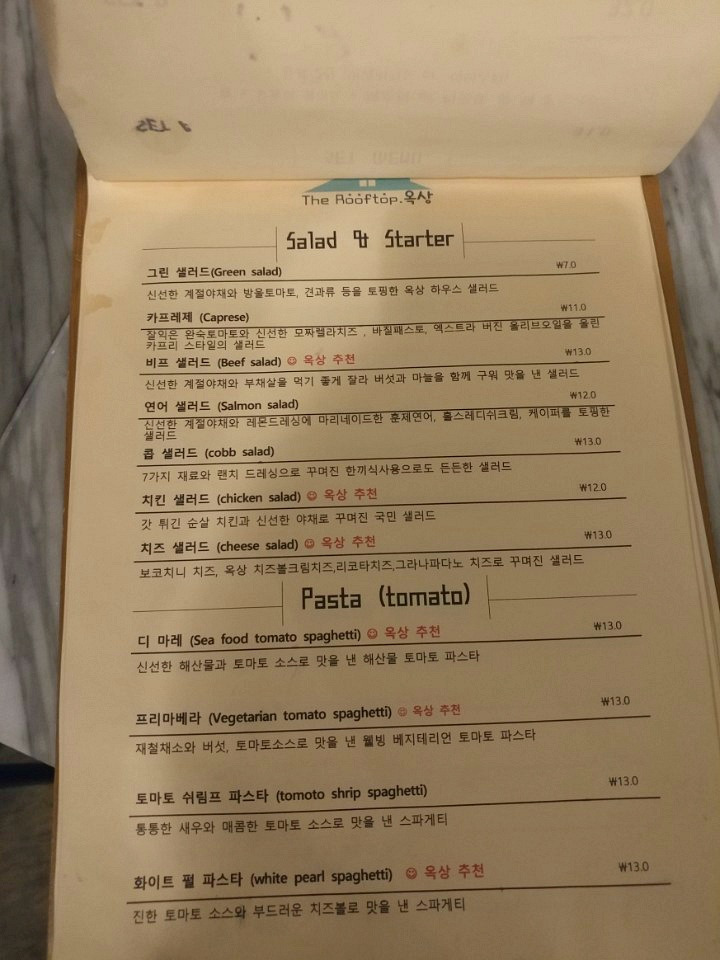 The Rooftop.옥상
Salad & Starter
그린 샐러드(Green salad) ₩7.0
신선한 계절야채와 방울토마토, 견과류 등을 토핑한 옥상 하우스 샐러드
카프레제 (Caprese) ₩11.0
잘익은 완숙토마토와 신선한 모짜렐라치즈 , 바질패스토, 엑스트라 버진 올리브오일을 올린
카프리 스타일의 샐러드
비프 샐러드 (Beef salad) ☺ 옥상 추천 ₩13.0
신선한 계절야채와 부채살을 먹기 좋게 잘라 버섯과 마늘을 함께 구워 맛을 낸 샐러드
연어 샐러드 (Salmon salad) ₩12.0
신선한 계절야채와 레몬드레싱에 마리네이드한 훈제연어, 홀스레디쉬크림, 케이퍼를 토핑한
샐러드
콥 샐러드 (cobb salad) ₩13.0
7가지 재료와 랜치 드레싱으로 꾸며진 한끼식사용으로도 든든한 샐러드
치킨 샐러드 (chicken salad) ☺ 옥상 추천 ₩12.0
갓 튀긴 순살 치킨과 신선한 야채로 꾸며진 국민 샐러드
치즈 샐러드 (cheese salad) ☺ 옥상 추천 ₩13.0
보코치니 치즈, 옥상 치즈볼크림치즈,리코타치즈,그라나파다노 치즈로 꾸며진 샐러드
Pasta (tomato)
디 마레 (Sea food tomato spaghetti) ☺ 옥상 추천 ₩13.0
신선한 해산물과 토마토 소스로 맛을 낸 해산물 토마토 파스타
프리마베라 (Vegetarian tomato spaghetti) ☺ 옥상 추천 ₩13.0
재철채소와 버섯, 토마토소스로 맛을 낸 웰빙 베지테리언 토마토 파스타
토마토 쉬림프 파스타 (tomoto shrip spaghetti) ₩13.0
통통한 새우와 매콤한 토마토 소스로 맛을 낸 스파게티
화이트 펄 파스타 (white pearl spaghetti) ☺ 옥상 추천 ₩13.0
진한 토마토 소스와 부드러운 치즈볼로 맛을 낸 스파게티